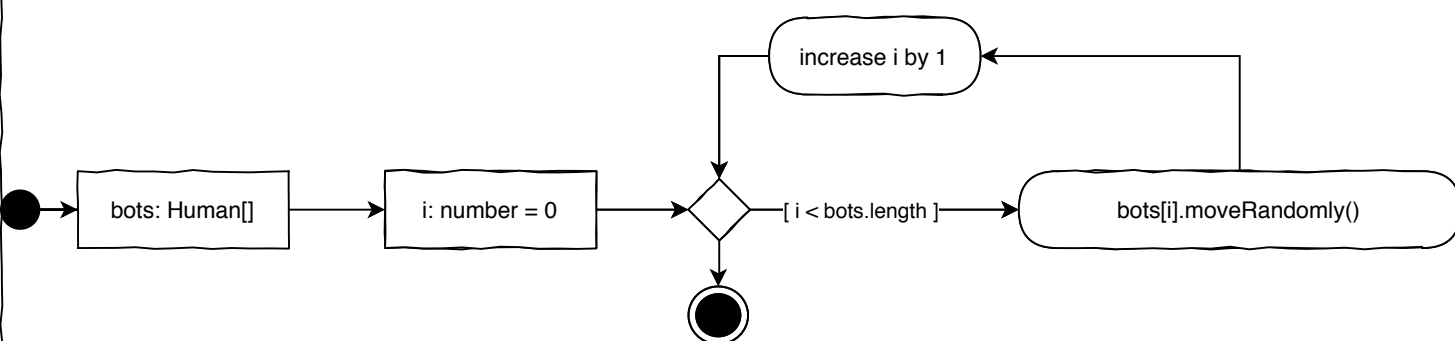 increase i by 1
bots: Human[]
i: number = 0
[ i < bots.length ]
bots[i].moveRandomly()